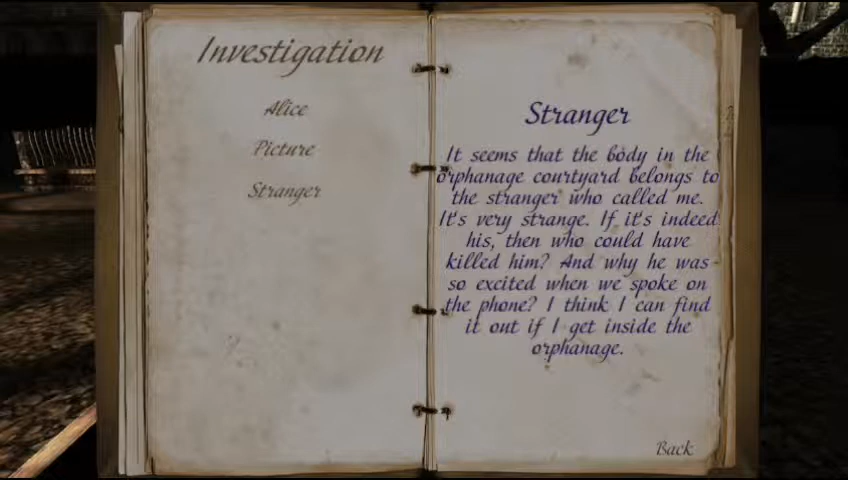 Investigation
Alice
Picture
Stranger
Stranger
It seems that the body in the
orphanage courtyard belongs to
the stranger who called me.
It's very strange. If it's indeed
his, then who could have
killed him? And why he was
so excited when we spoke on
the phone? I think I can find
it out if I get inside the
orphanage.
Back